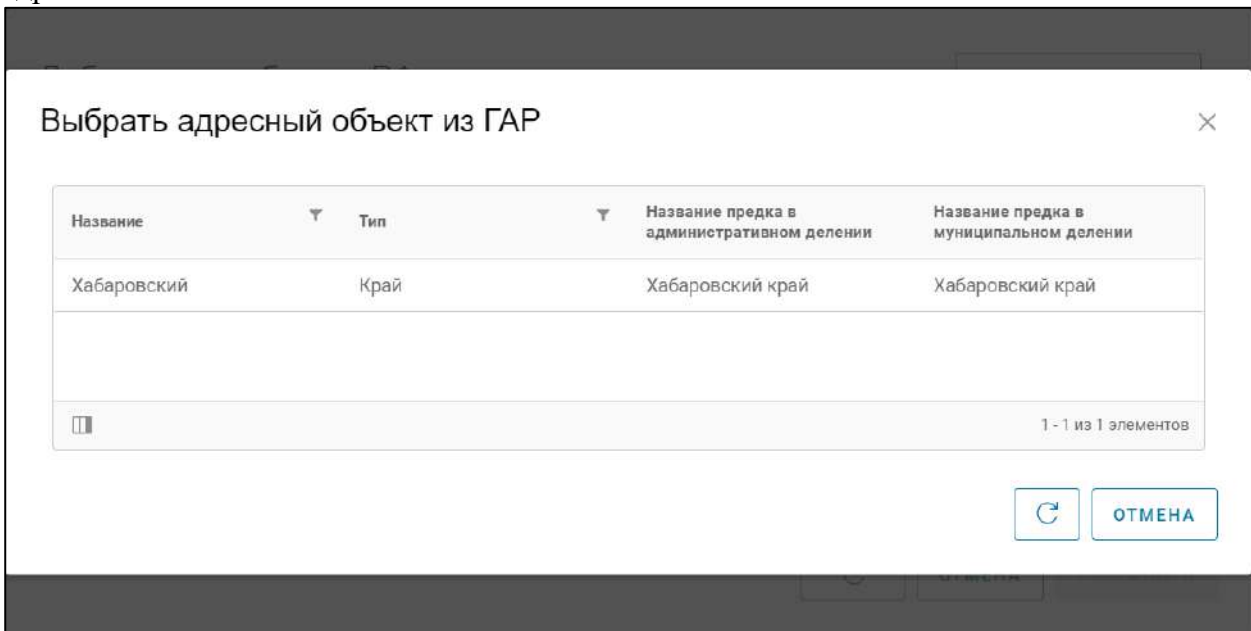 Выбрать адресный объект из ГАР
Название
Тип
Название предка в
административном делении
Название предка в
муниципальном делении
Хабаровский
Край
Хабаровский край
Хабаровский край
1 - 1 из 1 элементов
ОТМЕНА